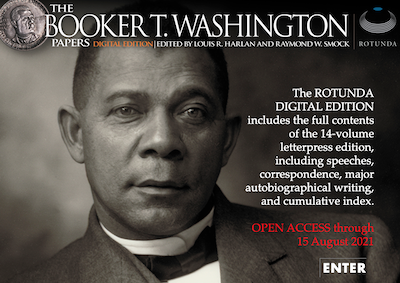 THE
BOOKER T. WASHINGTON
PAPERS DIGITAL EDITION | EDITED BY LOUIS R. HARLAN AND RAYMOND W. SMOCK
ROTUNDA
The ROTUNDA
DIGITAL EDITION
includes the full contents
of the 14-volume
letterpress edition,
including speeches,
correspondence, major
autobiographical writing,
and cumulative index.
OPEN ACCESS through
15 August 2021
ENTER